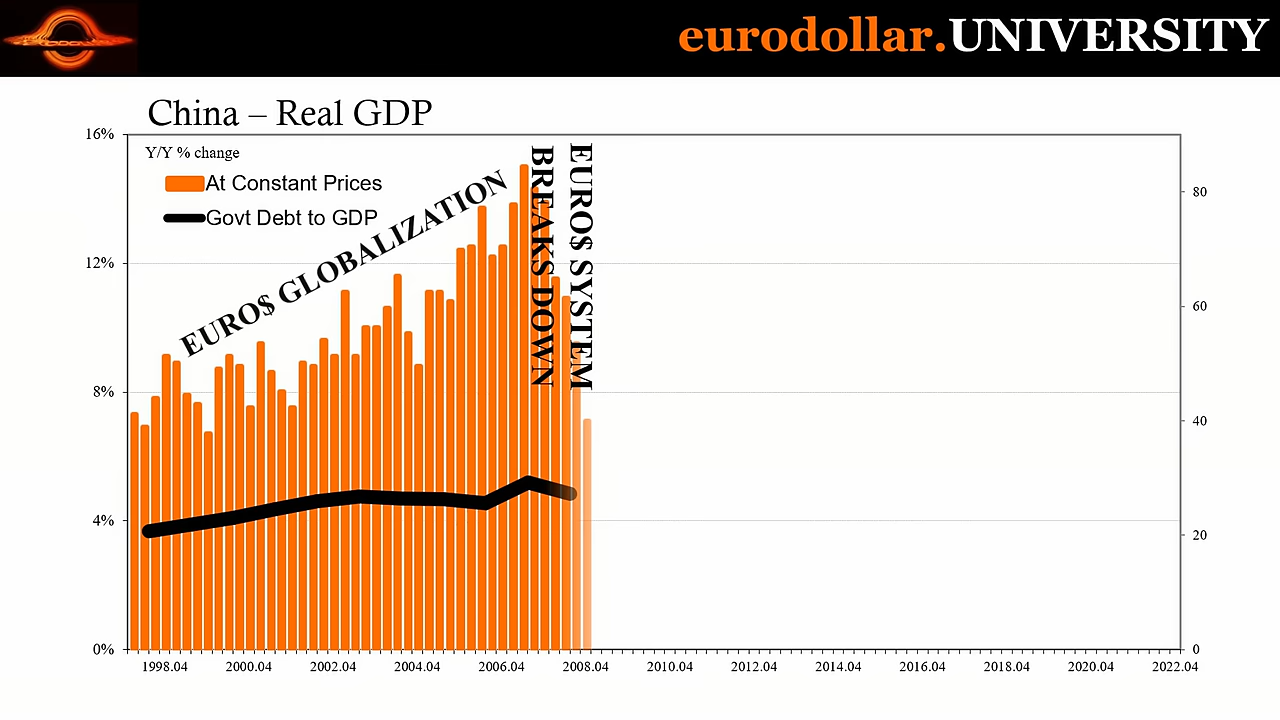 eurodollar.UNIVERSITY
China – Real GDP
16%
Y/Y % change
At Constant Prices
Govt Debt to GDP
EURO$ GLOBALIZATION
EURO$ SYSTEM
BREAKS DOWN
12%
8%
4%
0%
80
60
40
20
0
1998.04 2000.04 2002.04 2004.04 2006.04 2008.04 2010.04 2012.04 2014.04 2016.04 2018.04 2020.04 2022.04